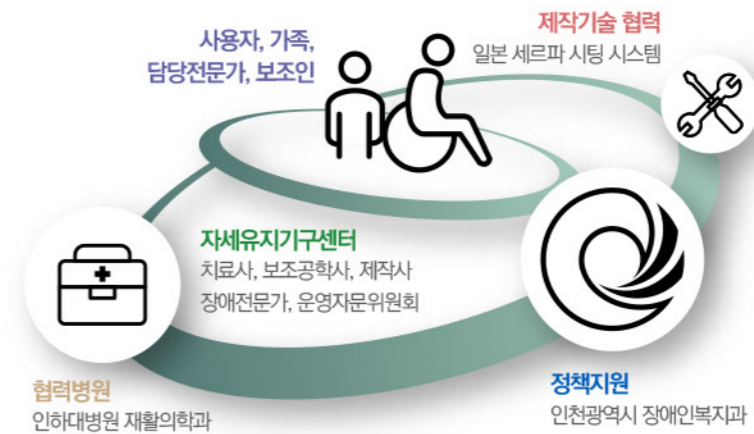 사용자, 가족,
담당전문가, 보조인
제작기술 협력
일본 세르파 시팅 시스템
자세유지기구센터
치료사, 보조공학사, 제작사
장애전문가, 운영자문위원회
협력병원
인하대병원 재활의학과
정책지원
인천광역시 장애인복지과